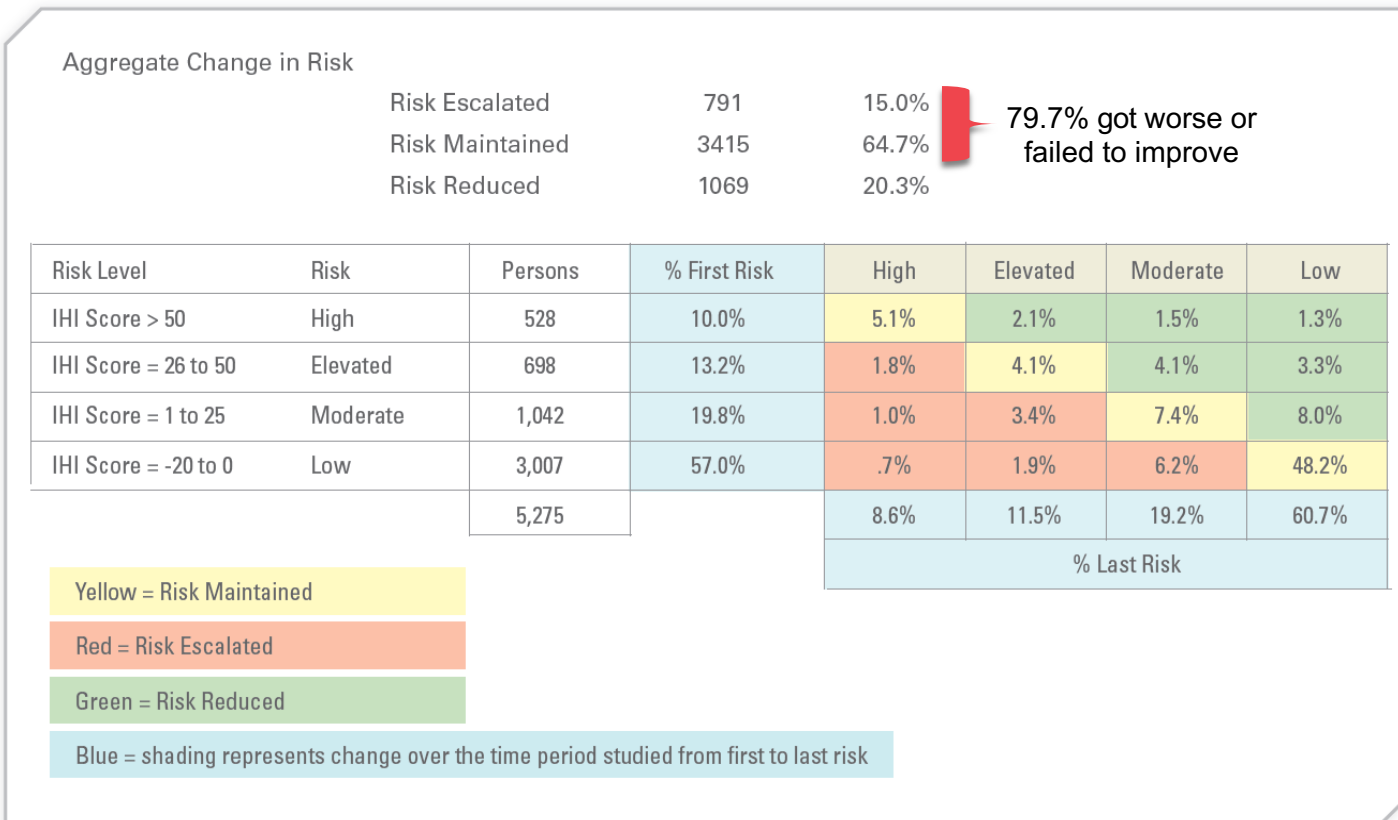 Aggregate Change in Risk
Risk Escalated 791 15.0%
Risk Maintained 3415 64.7%
Risk Reduced 1069 20.3%
79.7% got worse or
failed to improve
Risk Level Risk Persons % First Risk High Elevated Moderate Low
IHI Score > 50 High 528 10.0% 5.1% 2.1% 1.5% 1.3%
IHI Score = 26 to 50 Elevated 698 13.2% 1.8% 4.1% 4.1% 3.3%
IHI Score = 1 to 25 Moderate 1,042 19.8% 1.0% 3.4% 7.4% 8.0%
IHI Score = -20 to 0 Low 3,007 57.0% .7% 1.9% 6.2% 48.2%
5,275 8.6% 11.5% 19.2% 60.7%
% Last Risk
Yellow = Risk Maintained
Red = Risk Escalated
Green = Risk Reduced
Blue = shading represents change over the time period studied from first to last risk